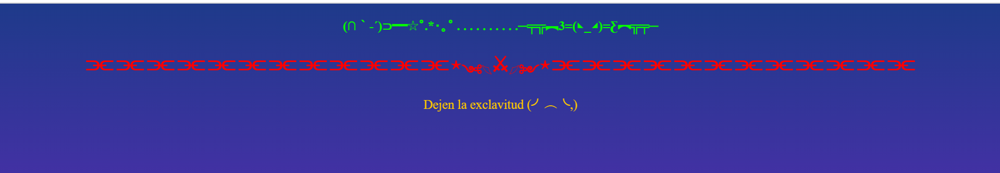 (∩ ` -´)⊃━━☆ﾟ.*･｡ﾟ . . . . . . . . . .─╤╦︻3=(◣_◢)=Ƹ︻╦╤─
⋺⋲ ⋺⋲ ⋺⋲ ⋺⋲ ⋺⋲ ⋺⋲ ⋺⋲ ⋺⋲ ⋺⋲ ⋺⋲ ⋺⋲ ⋺⋲ ★⚔★ ⋺⋲ ⋺⋲ ⋺⋲ ⋺⋲ ⋺⋲ ⋺⋲ ⋺⋲ ⋺⋲ ⋺⋲ ⋺⋲ ⋺⋲ ⋺⋲
Dejen la exclavitud (╯ ︵ ╰,)